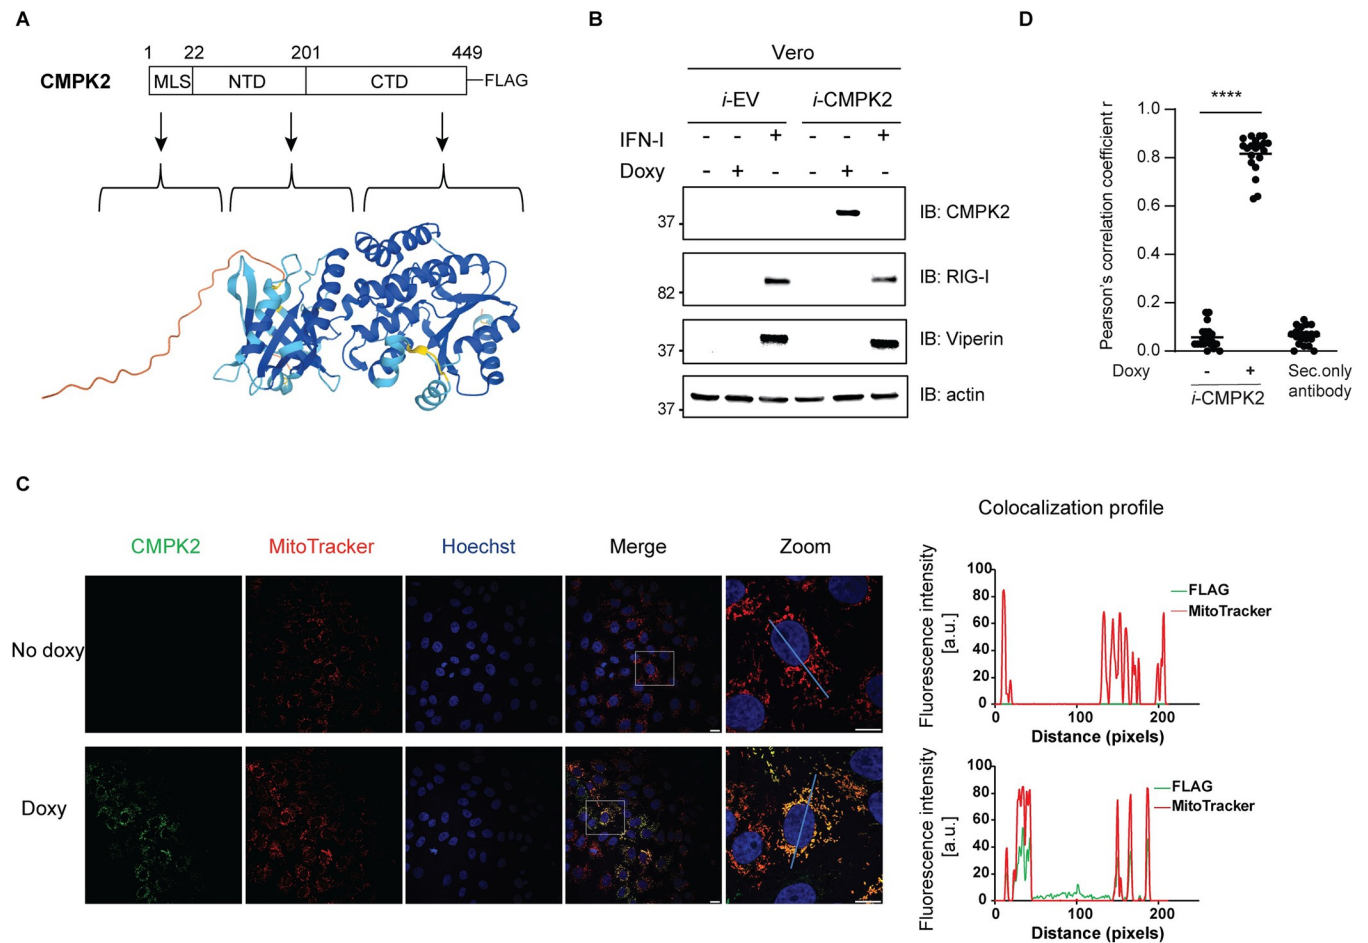 A
1 22 201 449
CMPK2 MLS NTD CTD FLAG
B
Vero
i-EV i-CMPK2
IFN-I - - + - - +
Doxy - + - - + -
37 IB: CMPK2
82 IB: RIG-I
37 IB: Viperin
37 IB: actin
D
Pearson's correlation coefficient r
****
1.0
0.8
0.6
0.4
0.2
0.0
Doxy - + Sec.only
i-CMPK2 antibody
C
CMPK2 MitoTracker Hoechst Merge Zoom
No doxy
Doxy
Colocalization profile
Fluorescence intensity
[a.u.]
100
80
60
40
20
0
FLAG
MitoTracker
0 100 200
Distance (pixels)
Fluorescence intensity
[a.u.]
100
80
60
40
20
0
FLAG
MitoTracker
0 100 200
Distance (pixels)